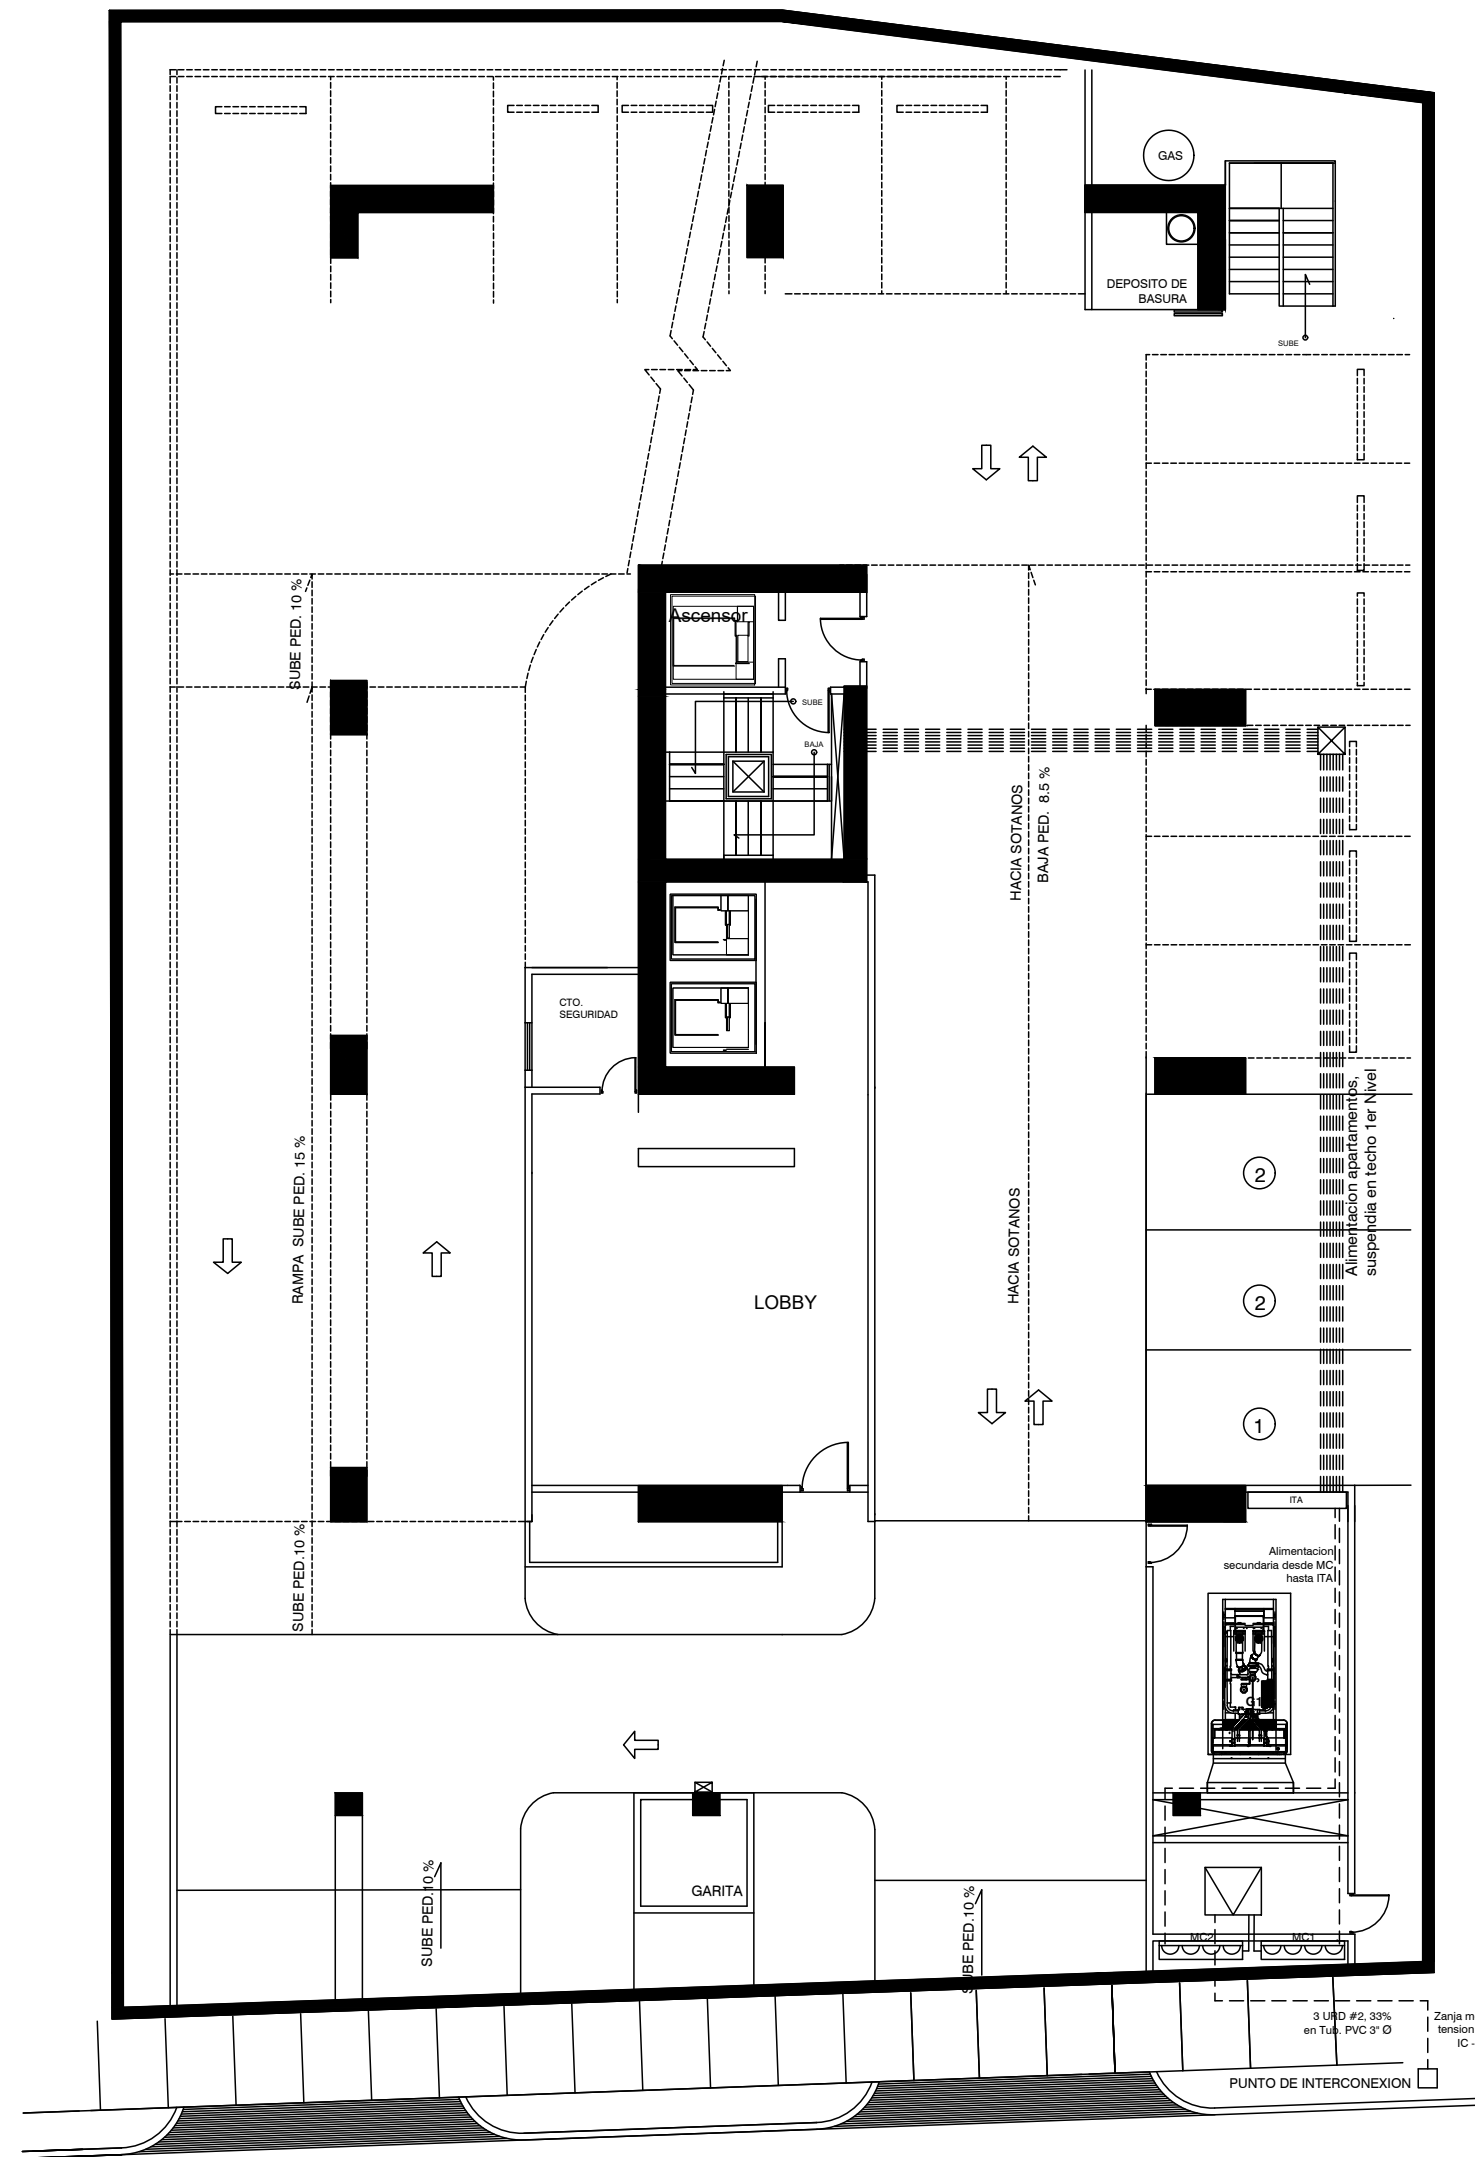 GAS
DEPOSITO DE
BASURA
SUBE
SUBE PED. 10 %
Ascensor
SUBE
BAJA
HACIA SOTANOS
BAJA PED. 8.5 %
CTO.
SEGURIDAD
Alimentacion apartamentos,
suspendia en techo 1er Nivel
2
RAMPA SUBE PED. 15 %
HACIA SOTANOS
LOBBY
2
1
ITA
SUBE PED.10 %
Alimentacion
secundaria desde MC
hasta ITA
G1
SUBE PED.10 %
GARITA
SUBE PED.10 %
MC2
MC1
3 URD #2, 33%
en Tub. PVC 3" Ø
Zanja m
tension
IC -
PUNTO DE INTERCONEXION